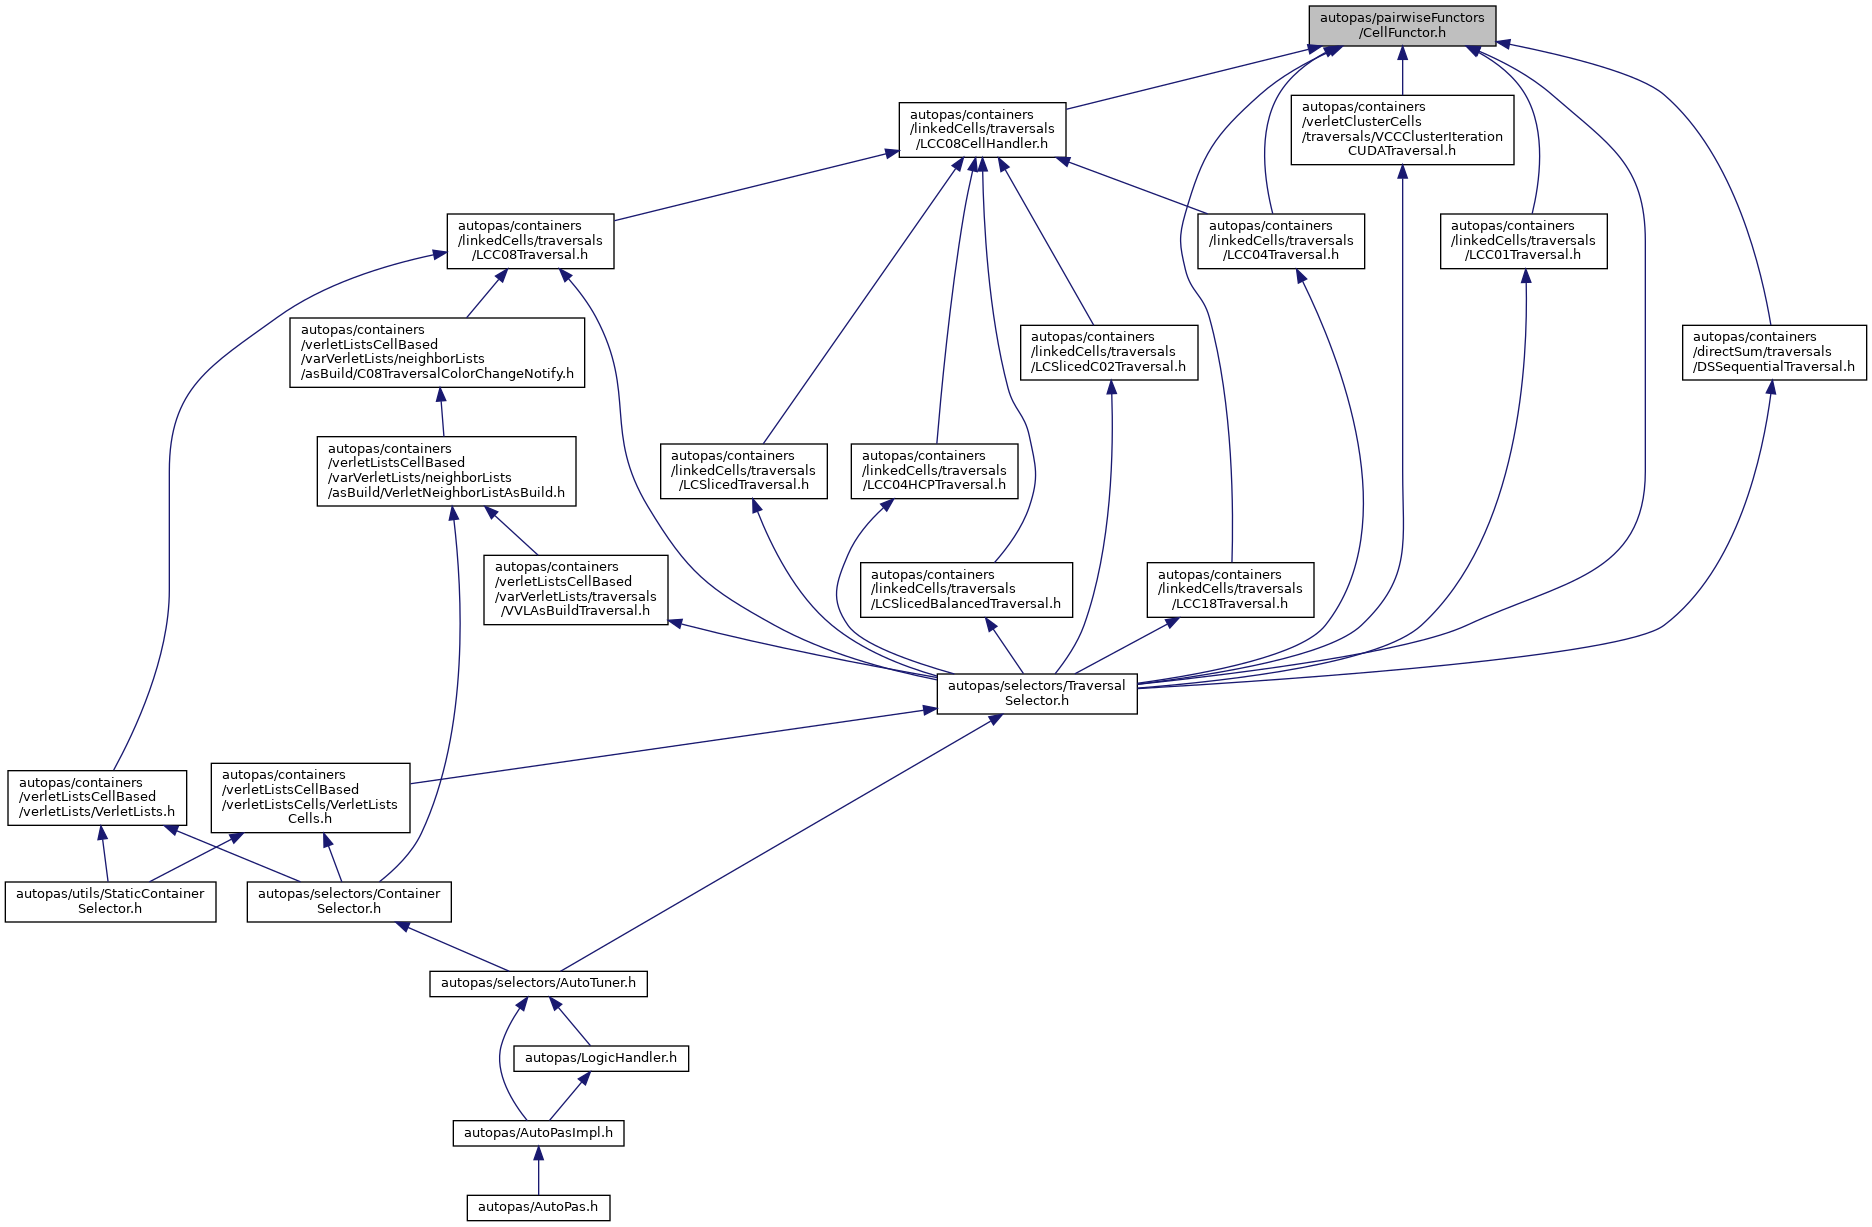 autopas/pairwiseFunctors
/CellFunctor.h
autopas/containers
/linkedCells/traversals
/LCC08CellHandler.h
autopas/containers
/verletClusterCells
/traversals/VCCClusterIteration
CUDATraversal.h
autopas/containers
/linkedCells/traversals
/LCC08Traversal.h
autopas/containers
/linkedCells/traversals
/LCC04Traversal.h
autopas/containers
/linkedCells/traversals
/LCC01Traversal.h
autopas/containers
/verletListsCellBased
/varVerletLists/neighborLists
/asBuild/C08TraversalColorChangeNotify.h
autopas/containers
/linkedCells/traversals
/LCSlicedC02Traversal.h
autopas/containers
/directSum/traversals
/DSSequentialTraversal.h
autopas/containers
/verletListsCellBased
/varVerletLists/neighborLists
/asBuild/VerletNeighborListAsBuild.h
autopas/containers
/linkedCells/traversals
/LCSlicedTraversal.h
autopas/containers
/linkedCells/traversals
/LCC04HCPTraversal.h
autopas/containers
/verletListsCellBased
/varVerletLists/traversals
/VVLAsBuildTraversal.h
autopas/containers
/linkedCells/traversals
/LCSlicedBalancedTraversal.h
autopas/containers
/linkedCells/traversals
/LCC18Traversal.h
autopas/selectors/Traversal
Selector.h
autopas/containers
/verletListsCellBased
/verletLists/VerletLists.h
autopas/containers
/verletListsCellBased
/verletListsCells/VerletLists
Cells.h
autopas/utils/StaticContainer
Selector.h
autopas/selectors/Container
Selector.h
autopas/selectors/AutoTuner.h
autopas/LogicHandler.h
autopas/AutoPasImpl.h
autopas/AutoPas.h